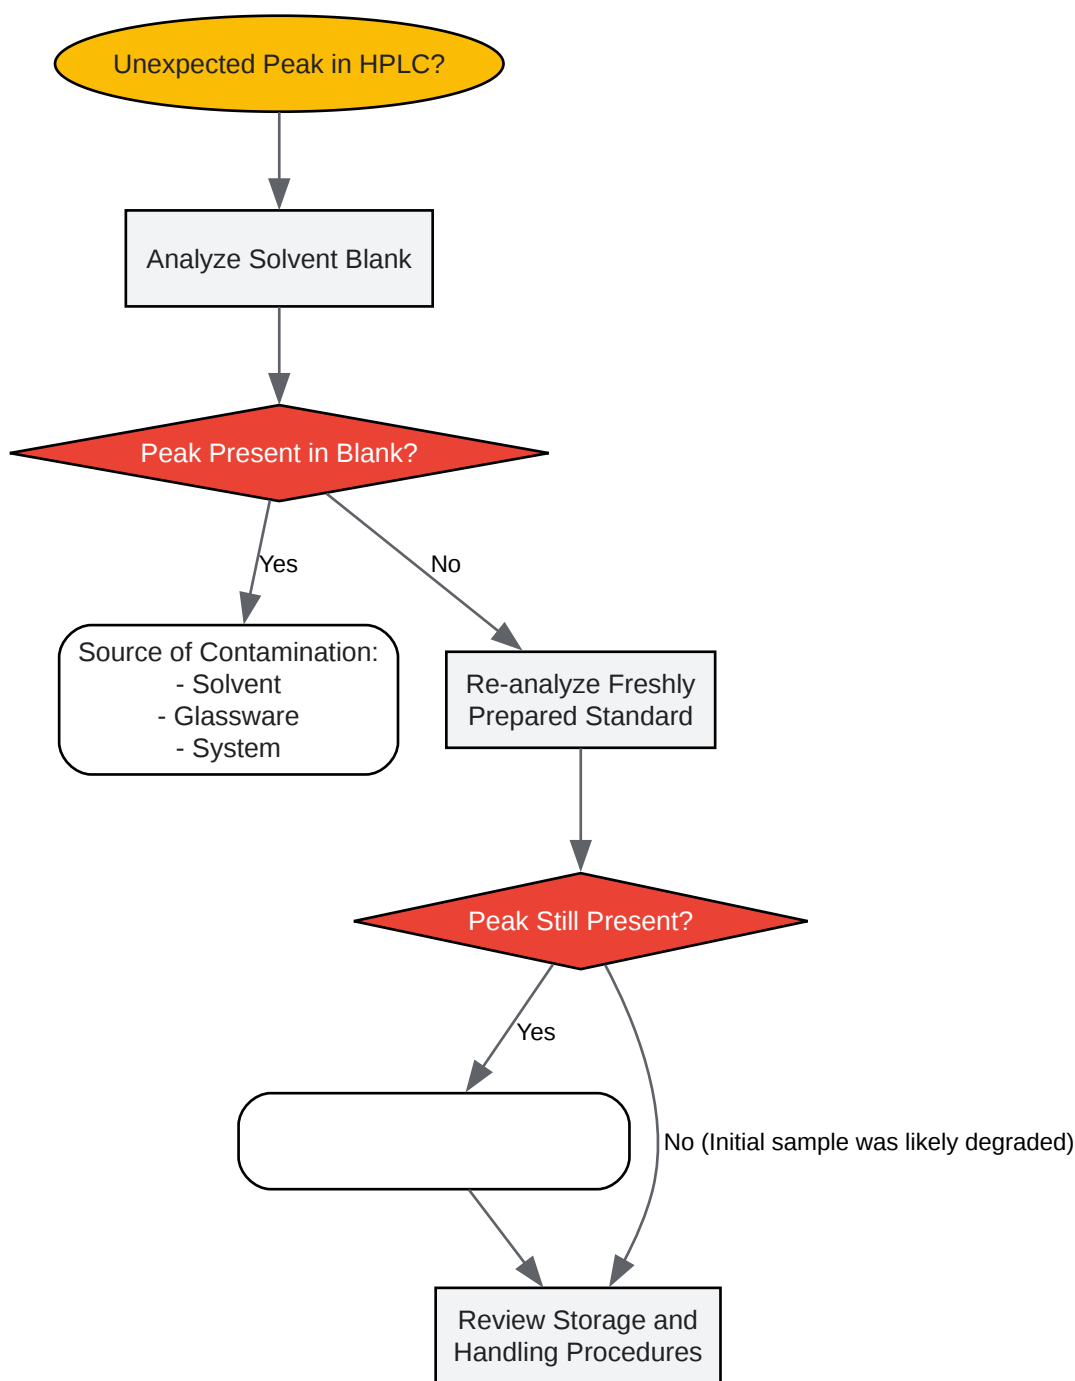 Unexpected Peak in HPLC?
Analyze Solvent Blank
Peak Present in Blank?
Yes
No
Source of Contamination:
- Solvent
- Glassware
- System
Re-analyze Freshly
Prepared Standard
Peak Still Present?
Yes
No (Initial sample was likely degraded)
Review Storage and
Handling Procedures